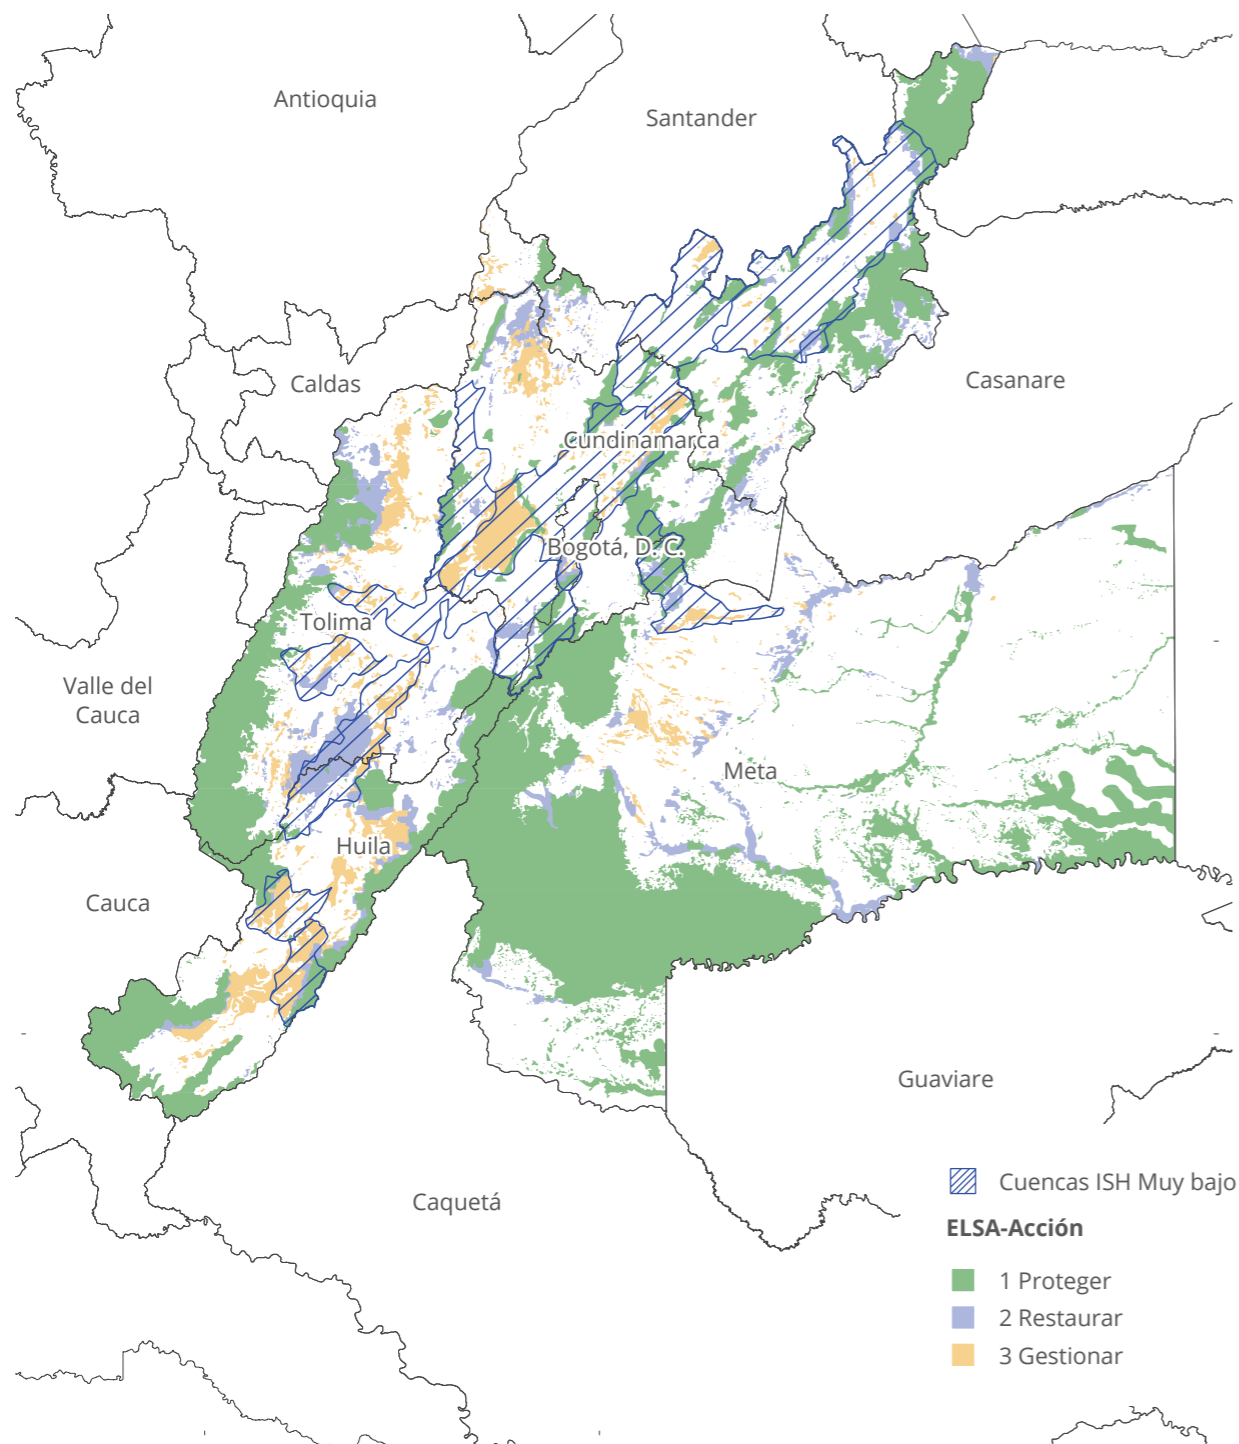 Antioquia
Santander
Caldas
Casanare
Cundinamarca
Bogotá, D. C.
Tolima
Valle del
Cauca
Meta
Huila
Cauca
Guaviare
Caquetá
Cuencas ISH Muy bajo
ELSA-Acción
1 Proteger
2 Restaurar
3 Gestionar